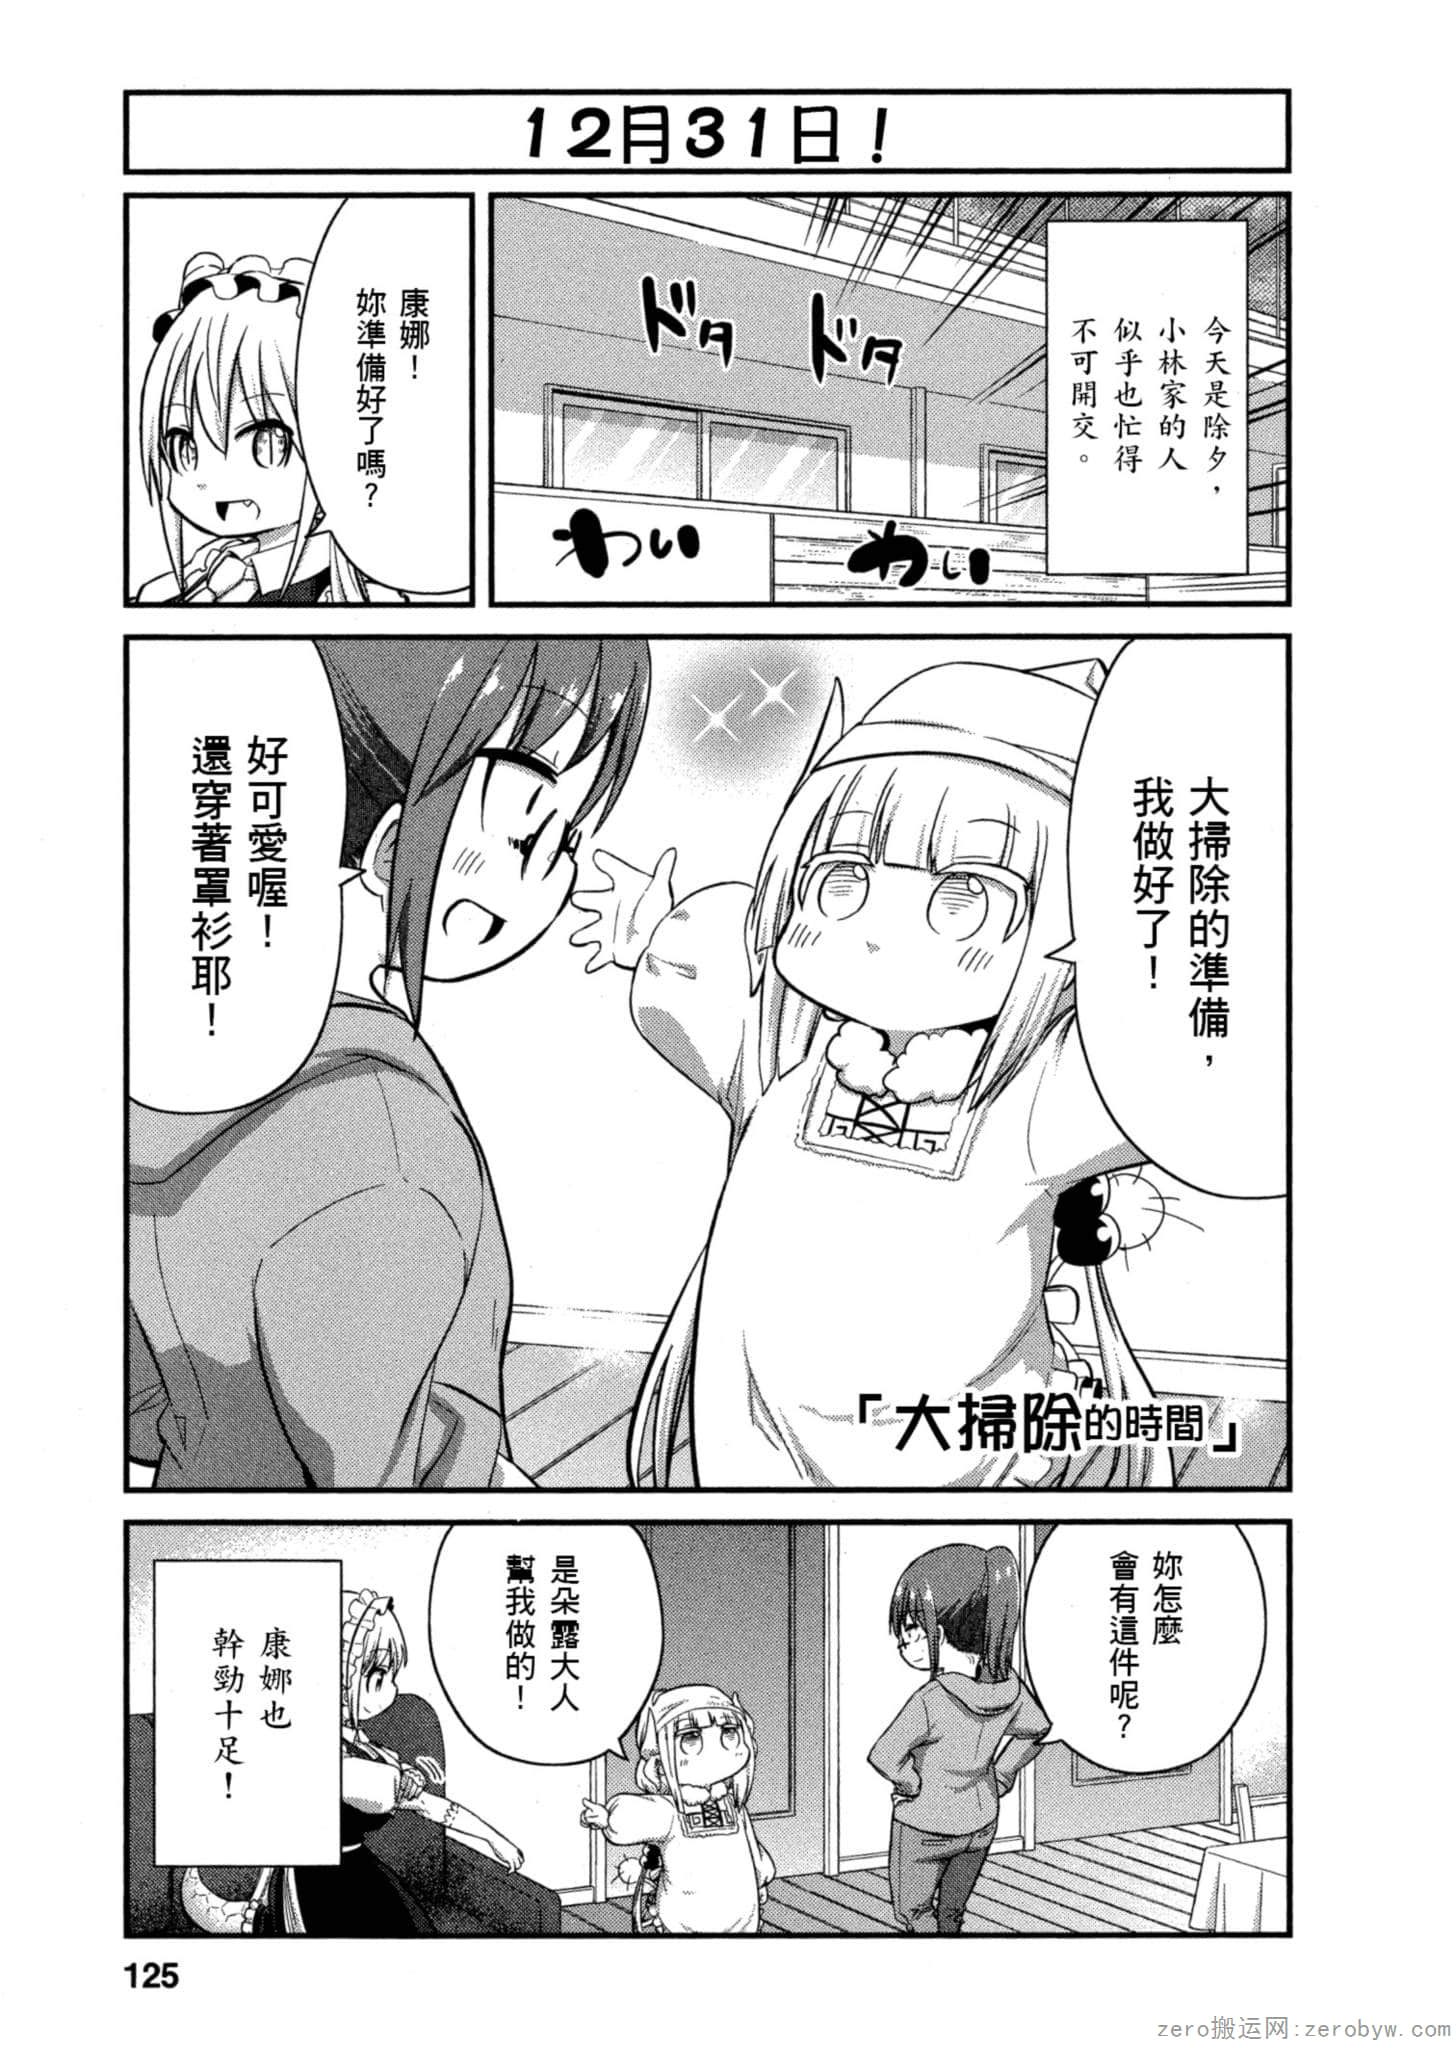 12月31日！
今天是除夕，
小林家的人
似乎也忙得
不可開交。
ドタ
ドタ
わい
わい
康娜！
妳準備好了嗎？
大掃除的準備，
我做好了！
好可愛喔！
還穿著罩衫耶！
「大掃除的時間」
妳怎麼
會有這件呢？
是朵露大人
幫我做的！
康娜也
幹勁十足！
125
zero搬运网:zerobyw.com